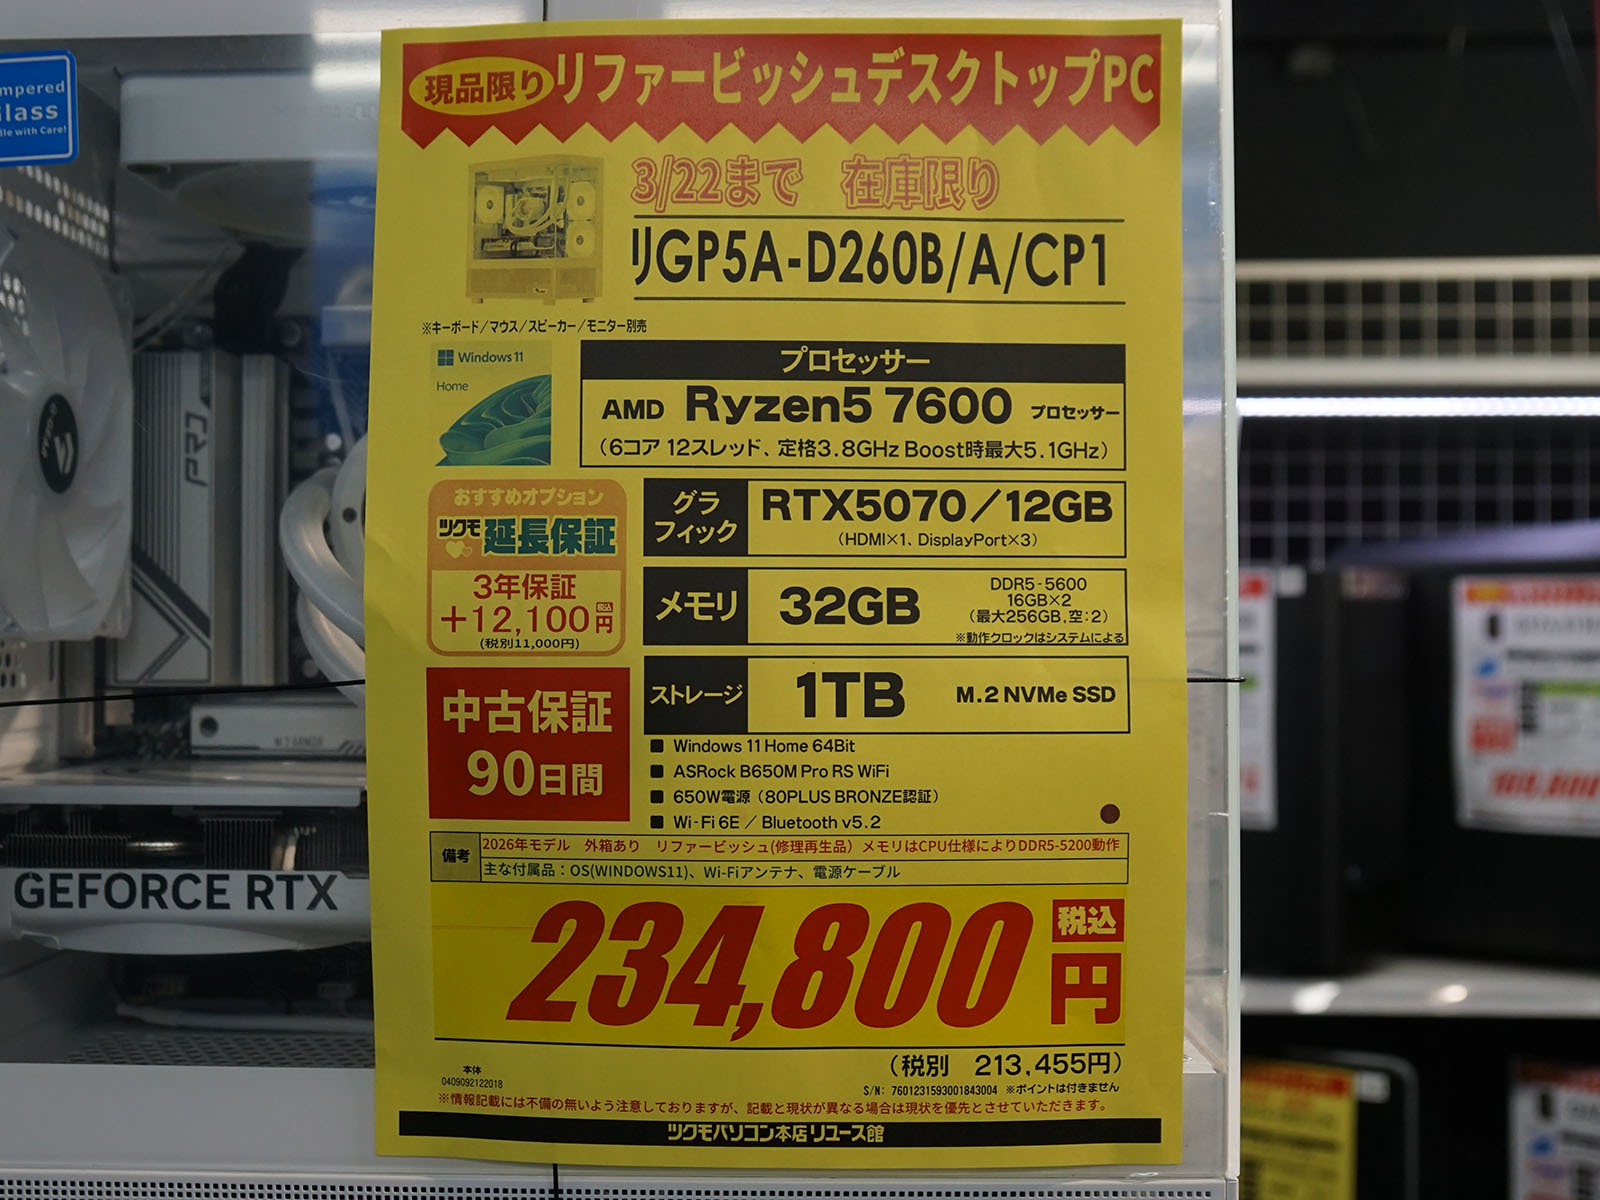 mpered
lass
dle with Care!
現品限り リファービッシュデスクトップPC
3/22まで 在庫限り
リGP5A-D260B/A/CP1
※キーボード／マウス／スピーカー／モニター別売
Windows 11
Home
プロセッサー
AMD Ryzen5 7600 プロセッサー
（6コア 12スレッド、定格3.8GHz Boost時最大5.1GHz）
おすすめオプション
ツクモ 延長保証
3年保証
＋12,100円 税込
(税別11,000円)
グラフィック
RTX5070／12GB
（HDMI×1、DisplayPort×3）
メモリ
32GB
DDR5-5600
16GB×2
（最大256GB,空：2）
※動作クロックはシステムによる
中古保証
90日間
ストレージ
1TB M.2 NVMe SSD
■ Windows 11 Home 64Bit
■ ASRock B650M Pro RS WiFi
■ 650W電源（80PLUS BRONZE認証）
■ Wi-Fi 6E ／ Bluetooth v5.2
備考
2026年モデル 外箱あり リファービッシュ(修理再生品）メモリはCPU仕様によりDDR5-5200動作
主な付属品：OS(WINDOWS11)、Wi-Fiアンテナ、電源ケーブル
234,800円 税込
（税別 213,455円）
本体
0409092122018
S/N: 7601231593001843004 ※ポイントは付きません
※情報記載には不備の無いよう注意しておりますが、記載と現状が異なる場合は現状を優先とさせていただきます。
ツクモパソコン本店リユース館
PRO
GEFORCE RTX